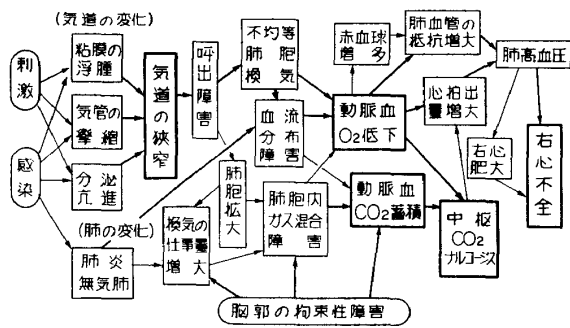 (気道の変化)
刺激
感染
粘膜の
浮腫
気管の
攣縮
分泌
亢進
気道の狭窄
呼出障害
不均等
肺胞
換気
血流
分布
障害
赤血球
増多
動脈血
O₂低下
肺血管の
抵抗増大
心拍出
量増大
肺高血圧
右心
肥大
右心不全
(肺の変化)
肺炎
無気肺
換気の
仕事量
増大
肺胞拡大
肺胞内
ガス混合
障害
動脈血
CO₂蓄積
中枢
CO₂
ナルコージス
胸郭の拘束性障害